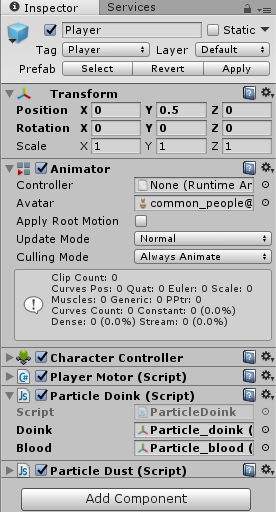 Inspector Services
Player Static
Tag Player Layer Default
Prefab Select Revert Apply
Transform
Position X 0 Y 0.5 Z 0
Rotation X 0 Y 0 Z 0
Scale X 1 Y 1 Z 1
Animator
Controller None (Runtime An
Avatar common_people@
Apply Root Motion
Update Mode Normal
Culling Mode Always Animate
Clip Count: 0
Curves Pos: 0 Quat: 0 Euler: 0 Scale: 0
Muscles: 0 Generic: 0 PPtr: 0
Curves Count: 0 Constant: 0 (0.0%)
Dense: 0 (0.0%) Stream: 0 (0.0%)
Character Controller
C# Player Motor (Script)
Js Particle Doink (Script)
Script Js ParticleDoink
Doink Particle_doink (
Blood Particle_blood (
Js Particle Dust (Script)
Add Component